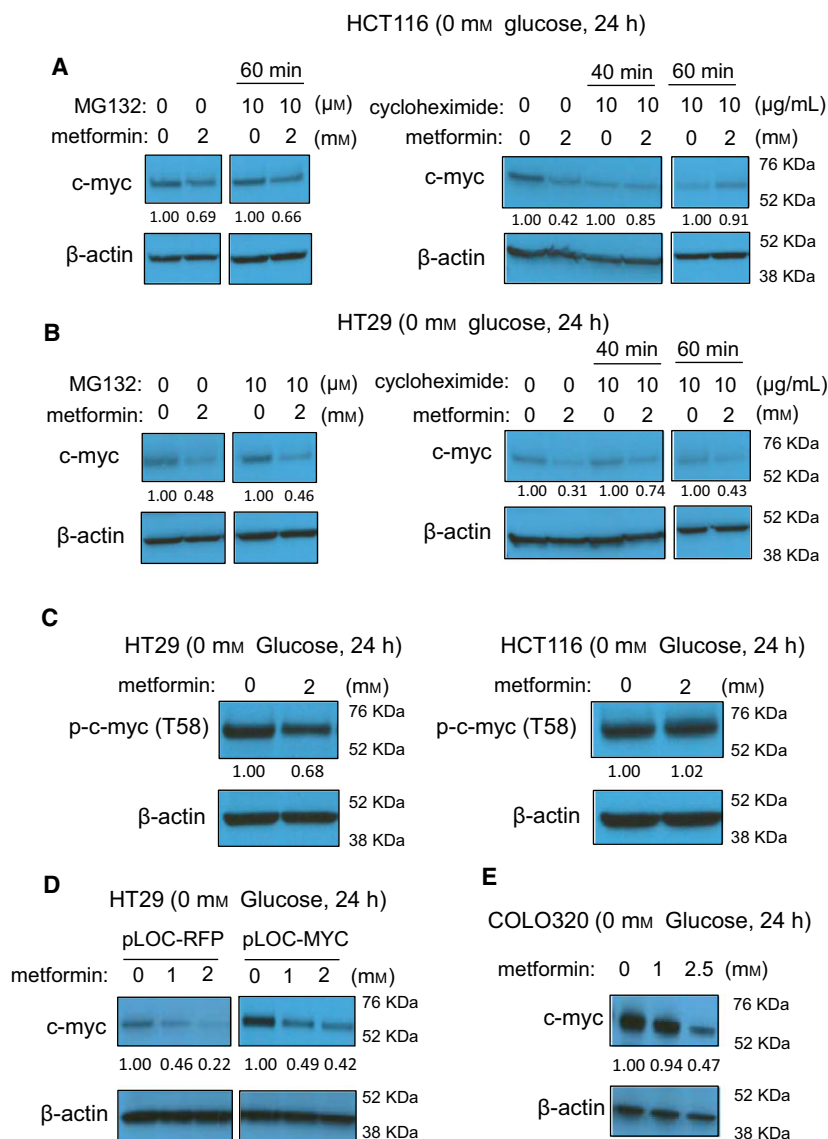 HCT116 (0 mM glucose, 24 h)
A
60 min
MG132: 0 0 10 10 (µM)
metformin: 0 2 0 2 (mM)
c-myc
1.00 0.69 1.00 0.66
β-actin
40 min 60 min
cycloheximide: 0 0 10 10 10 10 (µg/mL)
metformin: 0 2 0 2 0 2 (mM)
c-myc
76 KDa
52 KDa
1.00 0.42 1.00 0.85 1.00 0.91
β-actin
52 KDa
38 KDa
B
HT29 (0 mM glucose, 24 h)
MG132: 0 0 10 10 (µM)
metformin: 0 2 0 2 (mM)
c-myc
1.00 0.48 1.00 0.46
β-actin
40 min 60 min
cycloheximide: 0 0 10 10 10 10 (µg/mL)
metformin: 0 2 0 2 0 2 (mM)
c-myc
76 KDa
52 KDa
1.00 0.31 1.00 0.74 1.00 0.43
β-actin
52 KDa
38 KDa
C
HT29 (0 mM Glucose, 24 h)
metformin: 0 2 (mM)
p-c-myc (T58)
76 KDa
52 KDa
1.00 0.68
β-actin
52 KDa
38 KDa
HCT116 (0 mM Glucose, 24 h)
metformin: 0 2 (mM)
p-c-myc (T58)
76 KDa
52 KDa
1.00 1.02
β-actin
52 KDa
38 KDa
D
HT29 (0 mM Glucose, 24 h)
pLOC-RFP pLOC-MYC
metformin: 0 1 2 0 1 2 (mM)
c-myc
76 KDa
52 KDa
1.00 0.46 0.22 1.00 0.49 0.42
β-actin
52 KDa
38 KDa
E
COLO320 (0 mM Glucose, 24 h)
metformin: 0 1 2.5 (mM)
c-myc
76 KDa
52 KDa
1.00 0.94 0.47
β-actin
52 KDa
38 KDa